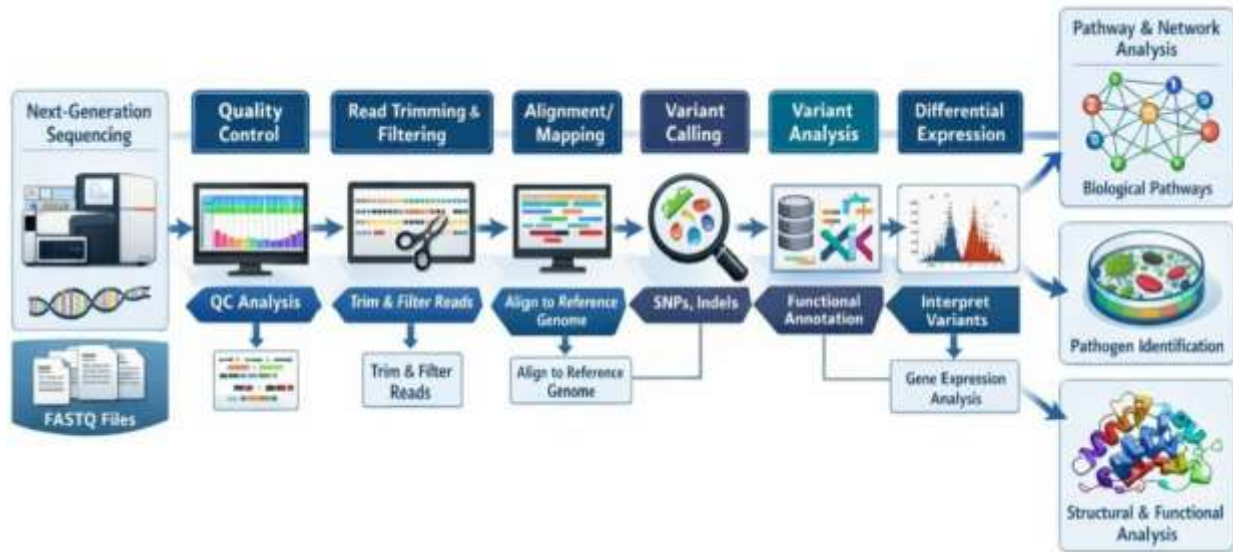 Next-Generation
Sequencing
FASTQ Files
Quality
Control
QC Analysis
Read Trimming &
Filtering
Trim & Filter Reads
Trim & Filter
Reads
Alignment/
Mapping
Align to Reference
Genome
Align to Reference
Genome
Variant
Calling
SNPs, Indels
Variant
Analysis
Functional
Annotation
Differential
Expression
Interpret
Variants
Gene Expression
Analysis
Pathway & Network
Analysis
Biological Pathways
Pathogen Identification
Structural & Functional
Analysis